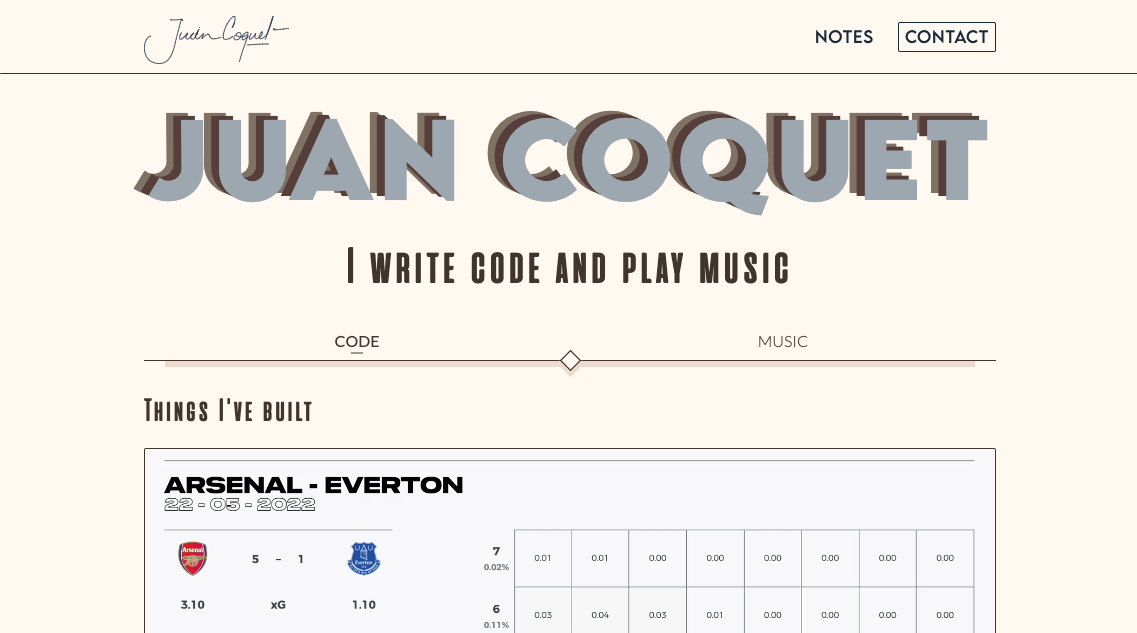 Juan Coquet
NOTES
CONTACT
JUAN COQUET
I WRITE CODE AND PLAY MUSIC
CODE
MUSIC
THINGS I'VE BUILT
ARSENAL - EVERTON
22 - 05 - 2022
Arsenal
5 - 1
Everton
3.10 xG 1.10
7 0.01 0.01 0.00 0.00 0.00 0.00 0.00 0.00
0.02%
6 0.03 0.04 0.03 0.01 0.00 0.00 0.00 0.00
0.11%